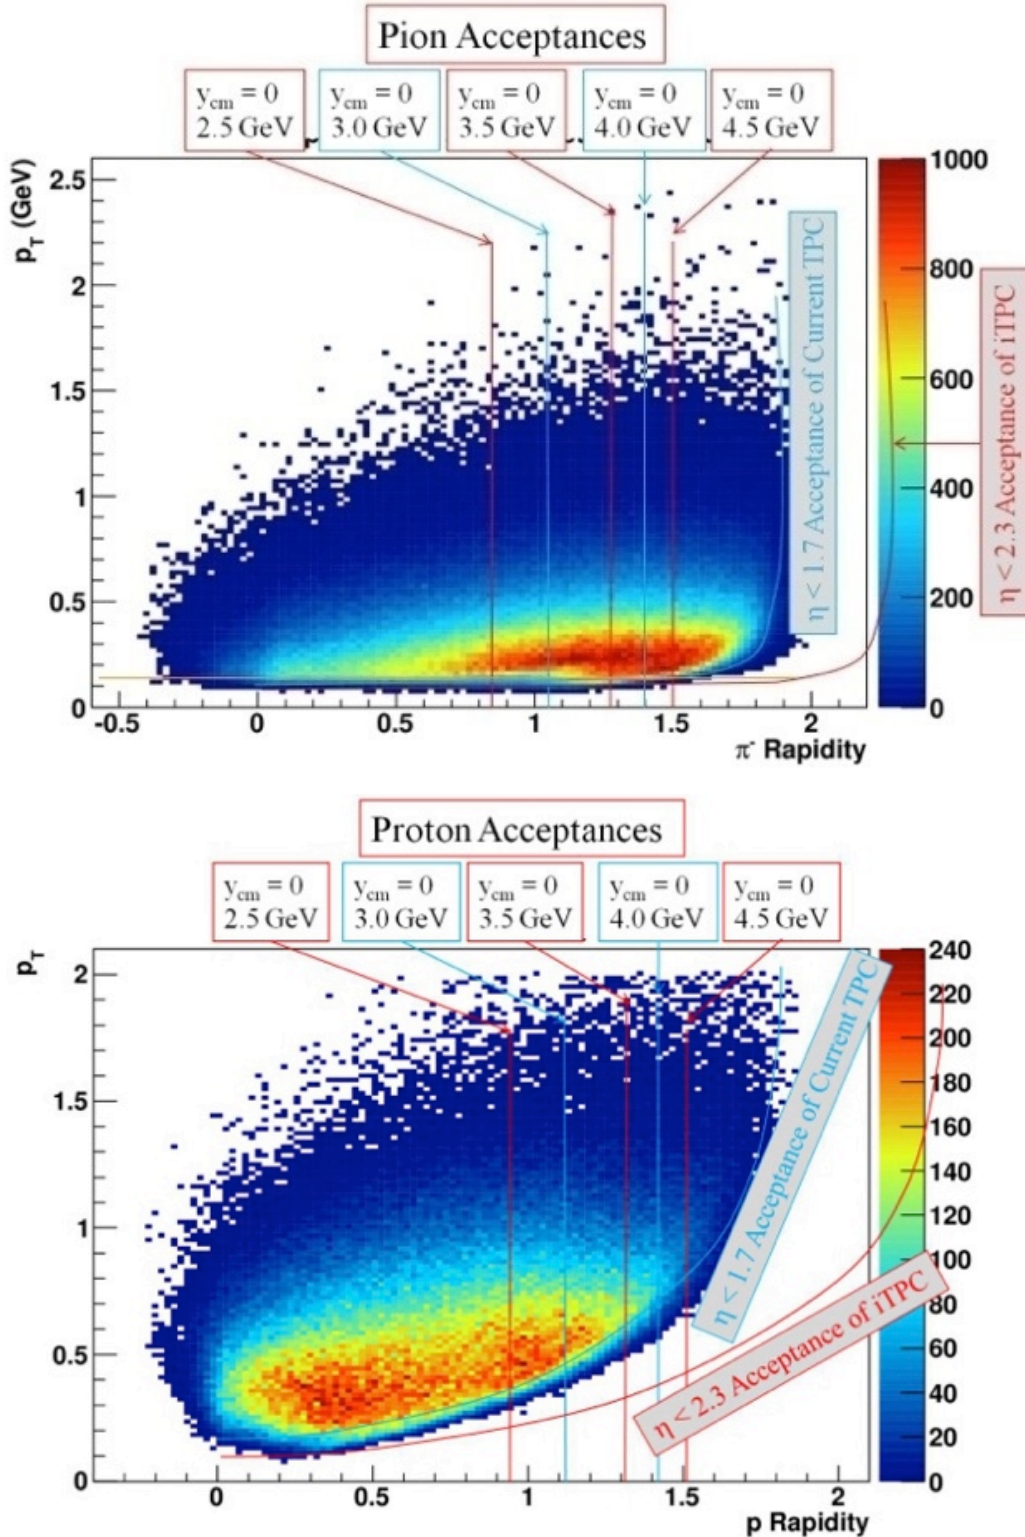 Pion Acceptances
y_cm = 0
2.5 GeV
y_cm = 0
3.0 GeV
y_cm = 0
3.5 GeV
y_cm = 0
4.0 GeV
y_cm = 0
4.5 GeV
p_T (GeV)
2.5
2
1.5
1
0.5
0
-0.5
0
0.5
1
1.5
2
π⁻ Rapidity
η < 1.7 Acceptance of Current TPC
1000
800
600
400
200
0
η < 2.3 Acceptance of iTPC
Proton Acceptances
y_cm = 0
2.5 GeV
y_cm = 0
3.0 GeV
y_cm = 0
3.5 GeV
y_cm = 0
4.0 GeV
y_cm = 0
4.5 GeV
p_T
2
1.5
1
0.5
0
0
0.5
1
1.5
2
p Rapidity
η < 1.7 Acceptance of Current TPC
η < 2.3 Acceptance of iTPC
240
220
200
180
160
140
120
100
80
60
40
20
0